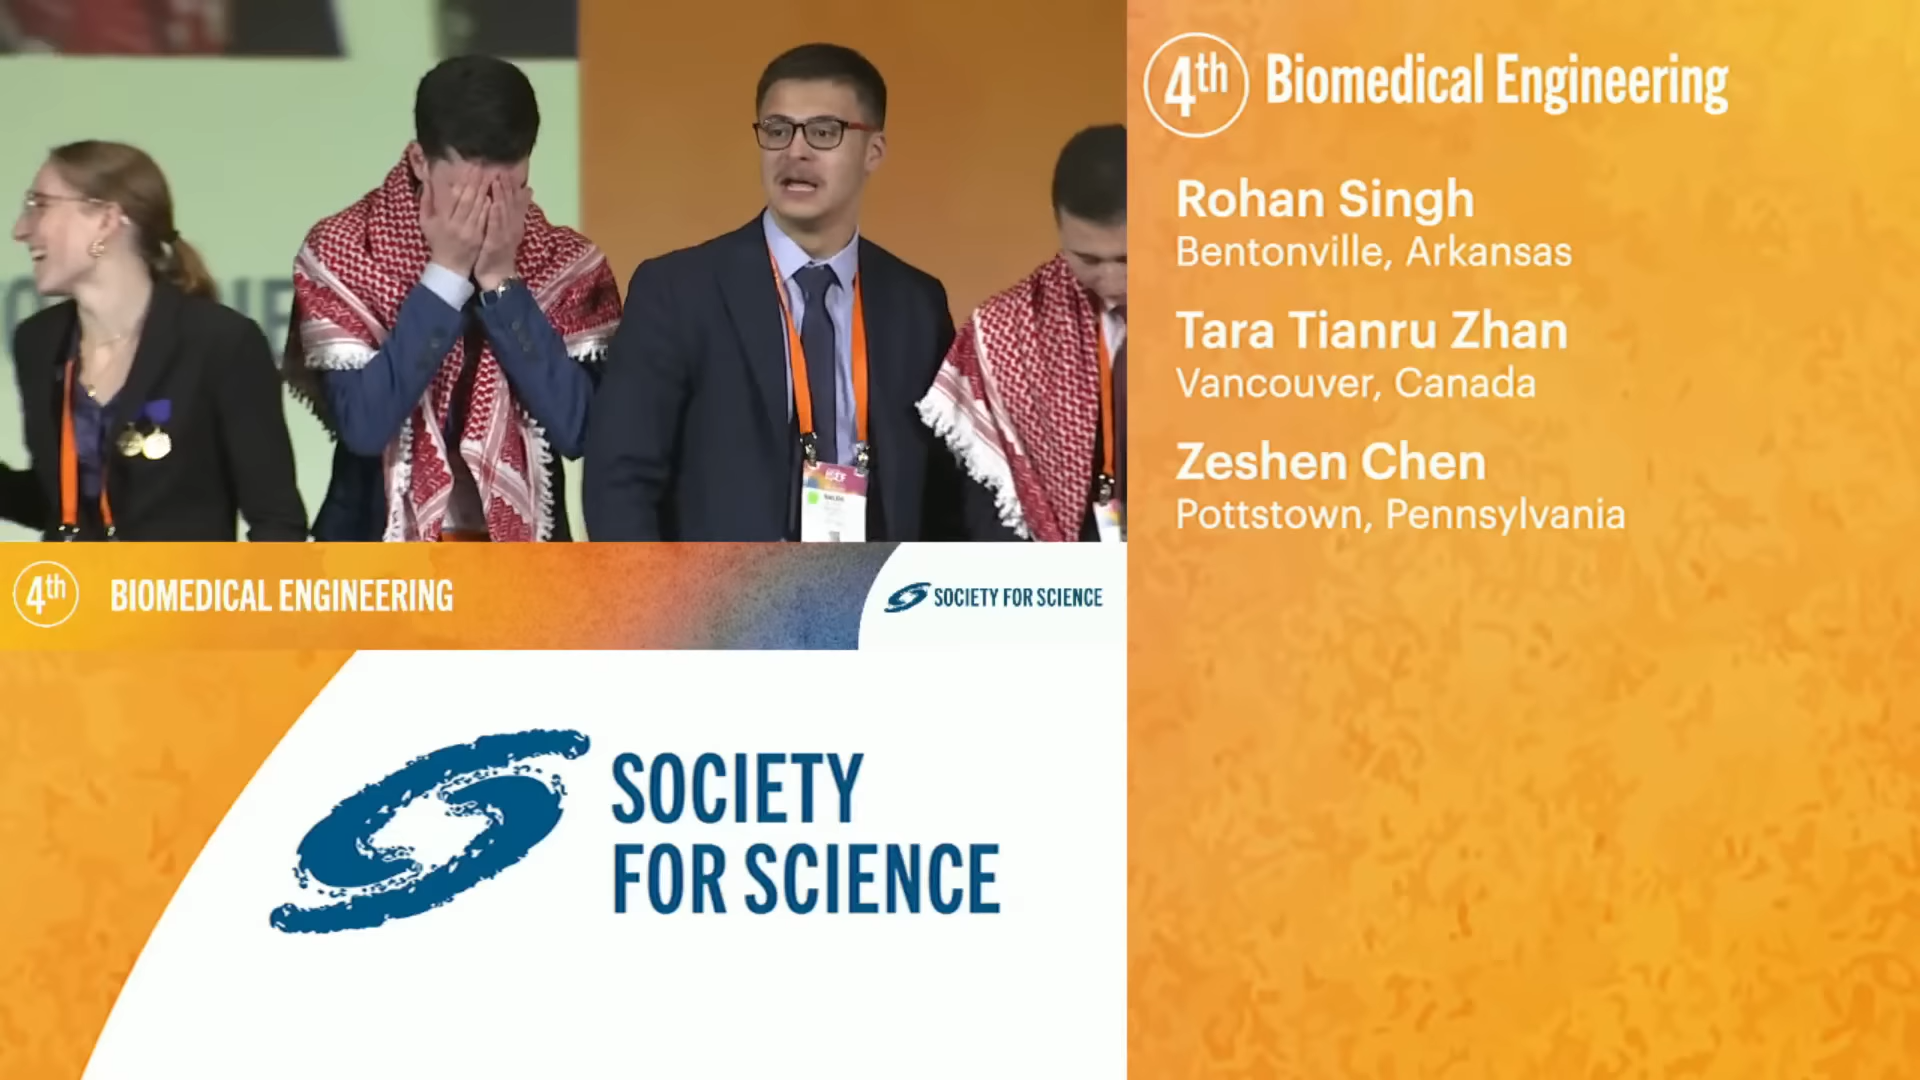 4th Biomedical Engineering
Rohan Singh
Bentonville, Arkansas
Tara Tianru Zhan
Vancouver, Canada
Zeshen Chen
Pottstown, Pennsylvania
4th BIOMEDICAL ENGINEERING
SOCIETY FOR SCIENCE
SOCIETY
FOR SCIENCE